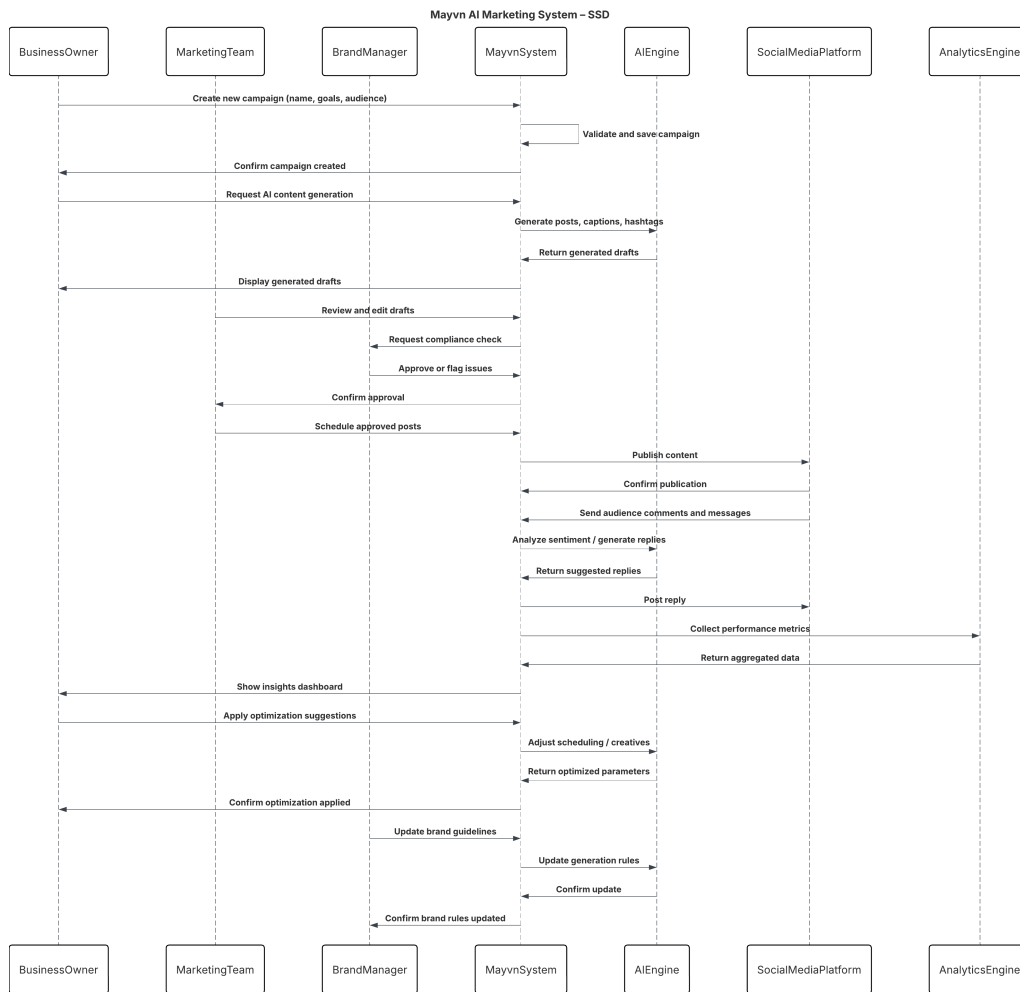 Mayvn AI Marketing System – SSD
BusinessOwner
MarketingTeam
BrandManager
MayvnSystem
AIEngine
SocialMediaPlatform
AnalyticsEngine
Create new campaign (name, goals, audience)
Validate and save campaign
Confirm campaign created
Request AI content generation
Generate posts, captions, hashtags
Return generated drafts
Display generated drafts
Review and edit drafts
Request compliance check
Approve or flag issues
Confirm approval
Schedule approved posts
Publish content
Confirm publication
Send audience comments and messages
Analyze sentiment / generate replies
Return suggested replies
Post reply
Collect performance metrics
Return aggregated data
Show insights dashboard
Apply optimization suggestions
Adjust scheduling / creatives
Return optimized parameters
Confirm optimization applied
Update brand guidelines
Update generation rules
Confirm update
Confirm brand rules updated
BusinessOwner
MarketingTeam
BrandManager
MayvnSystem
AIEngine
SocialMediaPlatform
AnalyticsEngine